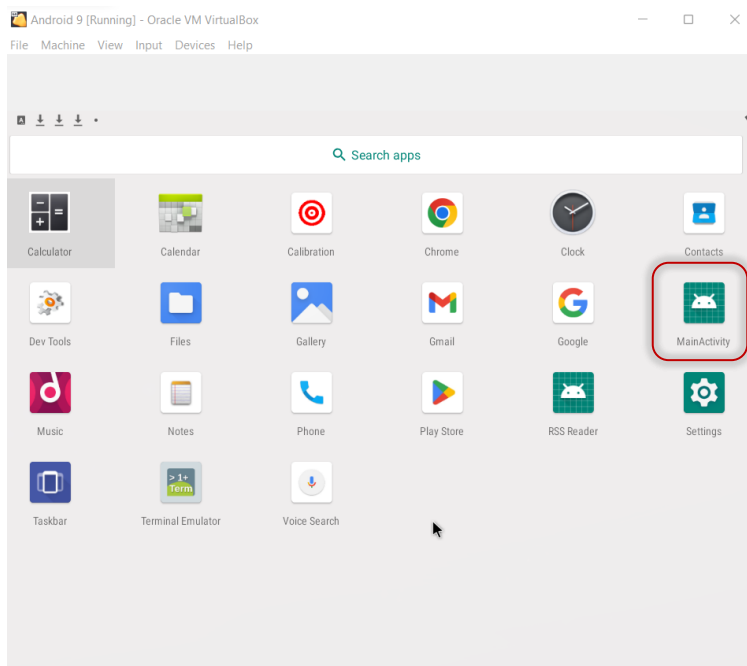 Android 9 [Running] - Oracle VM VirtualBox
File Machine View Input Devices Help
A
Search apps
Calculator Calendar Calibration Chrome Clock Contacts
Dev Tools Files Gallery Gmail Google MainActivity
>1+
Term
Music Notes Phone Play Store RSS Reader Settings
Taskbar Terminal Emulator Voice Search